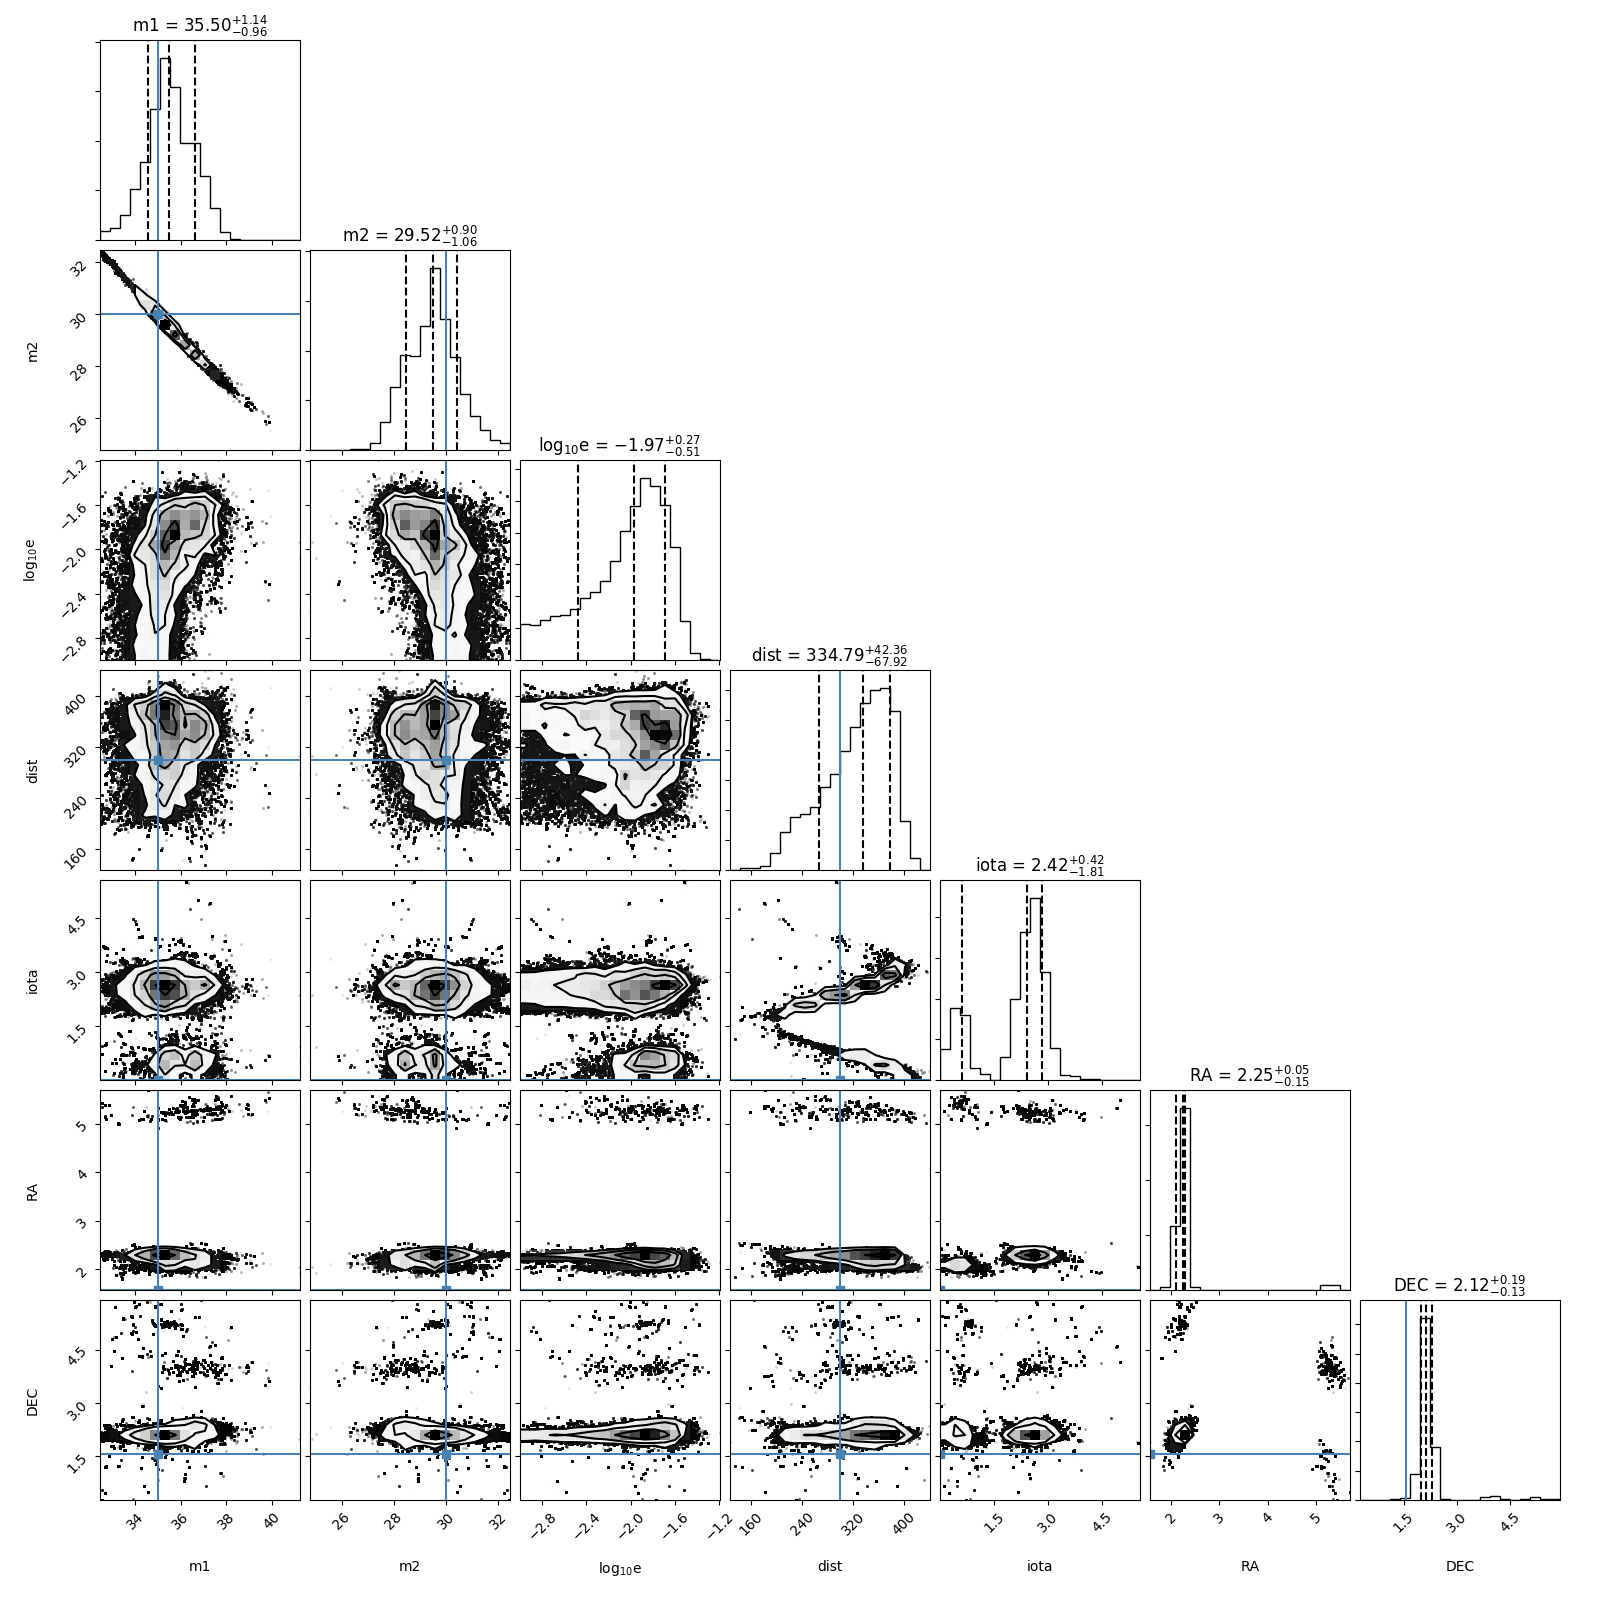 m1 = 35.50 +1.14 −0.96
m2 = 29.52 +0.90 −1.06
log10e = −1.97 +0.27 −0.51
dist = 334.79 +42.36 −67.92
iota = 2.42 +0.42 −1.81
RA = 2.25 +0.05 −0.15
DEC = 2.12 +0.19 −0.13
m2
32
30
28
26
log10e
−1.2
−1.6
−2.0
−2.4
−2.8
dist
400
320
240
160
iota
4.5
3.0
1.5
RA
5
4
3
2
DEC
4.5
3.0
1.5
34 36 38 40
26 28 30 32
−2.8 −2.4 −2.0 −1.6 −1.2
160 240 320 400
1.5 3.0 4.5
2 3 4 5
1.5 3.0 4.5
m1 m2 log10e dist iota RA DEC